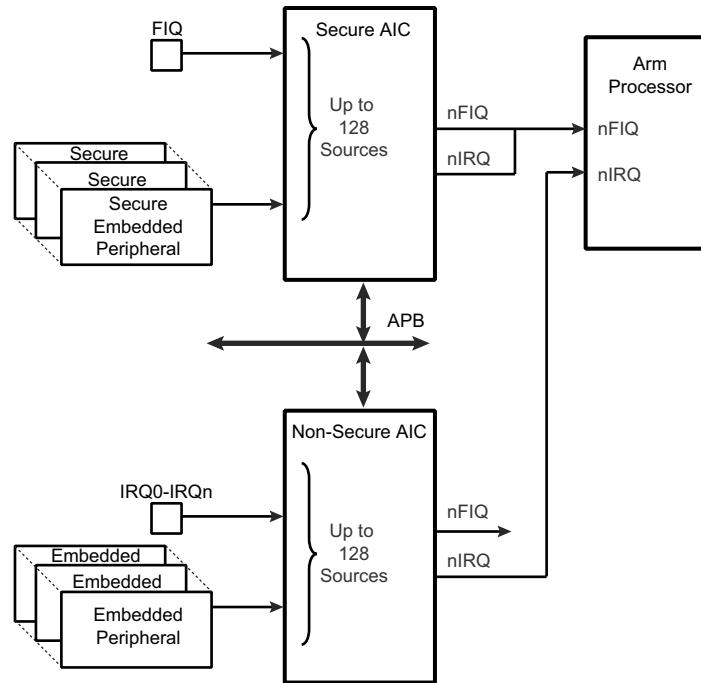 FIQ
Secure AIC
Up to
128
Sources
nFIQ
nIRQ
Arm
Processor
nFIQ
nIRQ
Secure
Secure
Secure
Embedded
Peripheral
APB
Non-Secure AIC
IRQ0-IRQn
Up to
128
Sources
nFIQ
nIRQ
Embedded
Embedded
Embedded
Peripheral